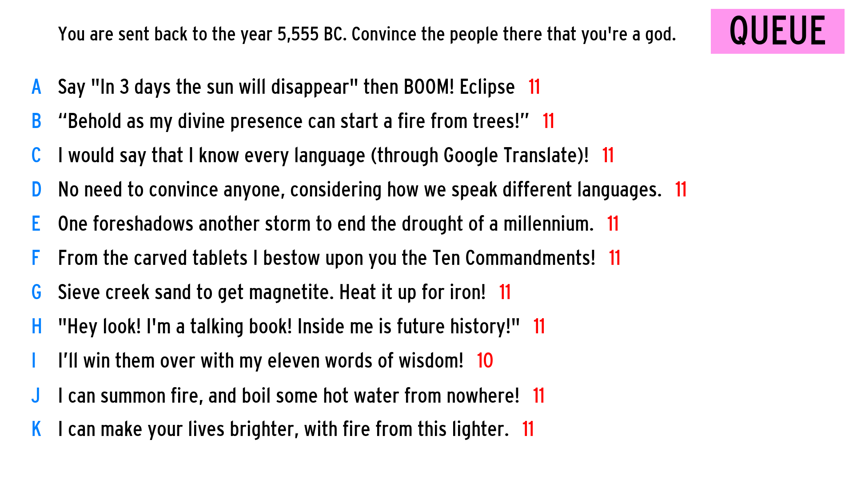 You are sent back to the year 5,555 BC. Convince the people there that you're a god.
QUEUE
A Say "In 3 days the sun will disappear" then BOOM! Eclipse 11
B “Behold as my divine presence can start a fire from trees!” 11
C I would say that I know every language (through Google Translate)! 11
D No need to convince anyone, considering how we speak different languages. 11
E One foreshadows another storm to end the drought of a millennium. 11
F From the carved tablets I bestow upon you the Ten Commandments! 11
G Sieve creek sand to get magnetite. Heat it up for iron! 11
H "Hey look! I'm a talking book! Inside me is future history!" 11
I I’ll win them over with my eleven words of wisdom! 10
J I can summon fire, and boil some hot water from nowhere! 11
K I can make your lives brighter, with fire from this lighter. 11